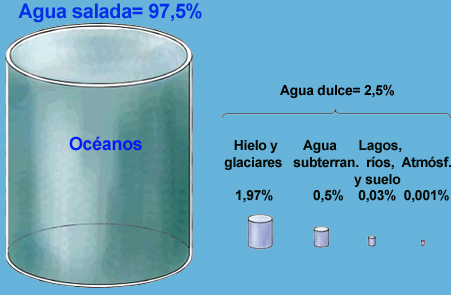 Agua salada= 97,5%
Océanos
Agua dulce= 2,5%
Hielo y glaciares
Agua subterran.
Lagos, ríos, y suelo
Atmósf.
1,97% 0,5% 0,03% 0,001%